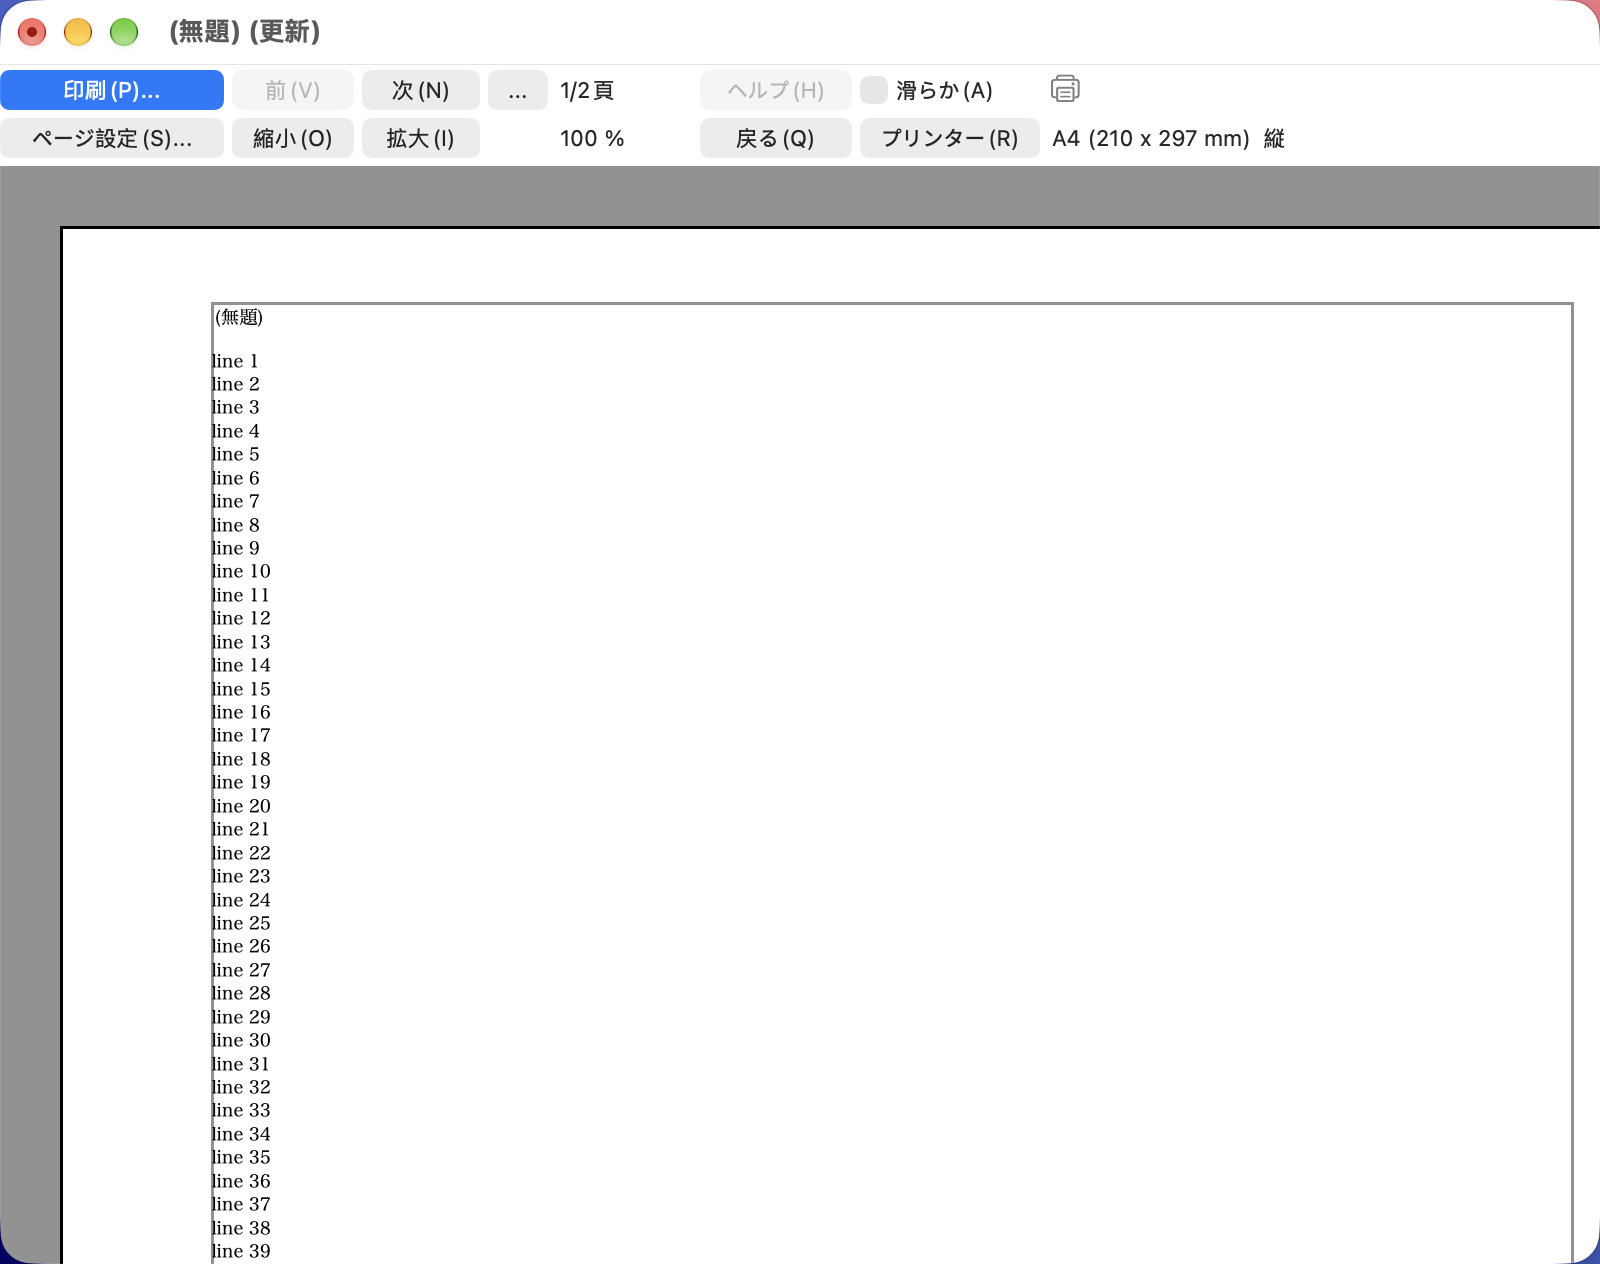 (無題) (更新)
印刷(P)... 前(V) 次(N) ... 1/2頁 ヘルプ(H) 滑らか(A)
ページ設定(S)... 縮小(O) 拡大(I) 100 % 戻る(Q) プリンター(R) A4 (210 x 297 mm) 縦
(無題)
line 1
line 2
line 3
line 4
line 5
line 6
line 7
line 8
line 9
line 10
line 11
line 12
line 13
line 14
line 15
line 16
line 17
line 18
line 19
line 20
line 21
line 22
line 23
line 24
line 25
line 26
line 27
line 28
line 29
line 30
line 31
line 32
line 33
line 34
line 35
line 36
line 37
line 38
line 39